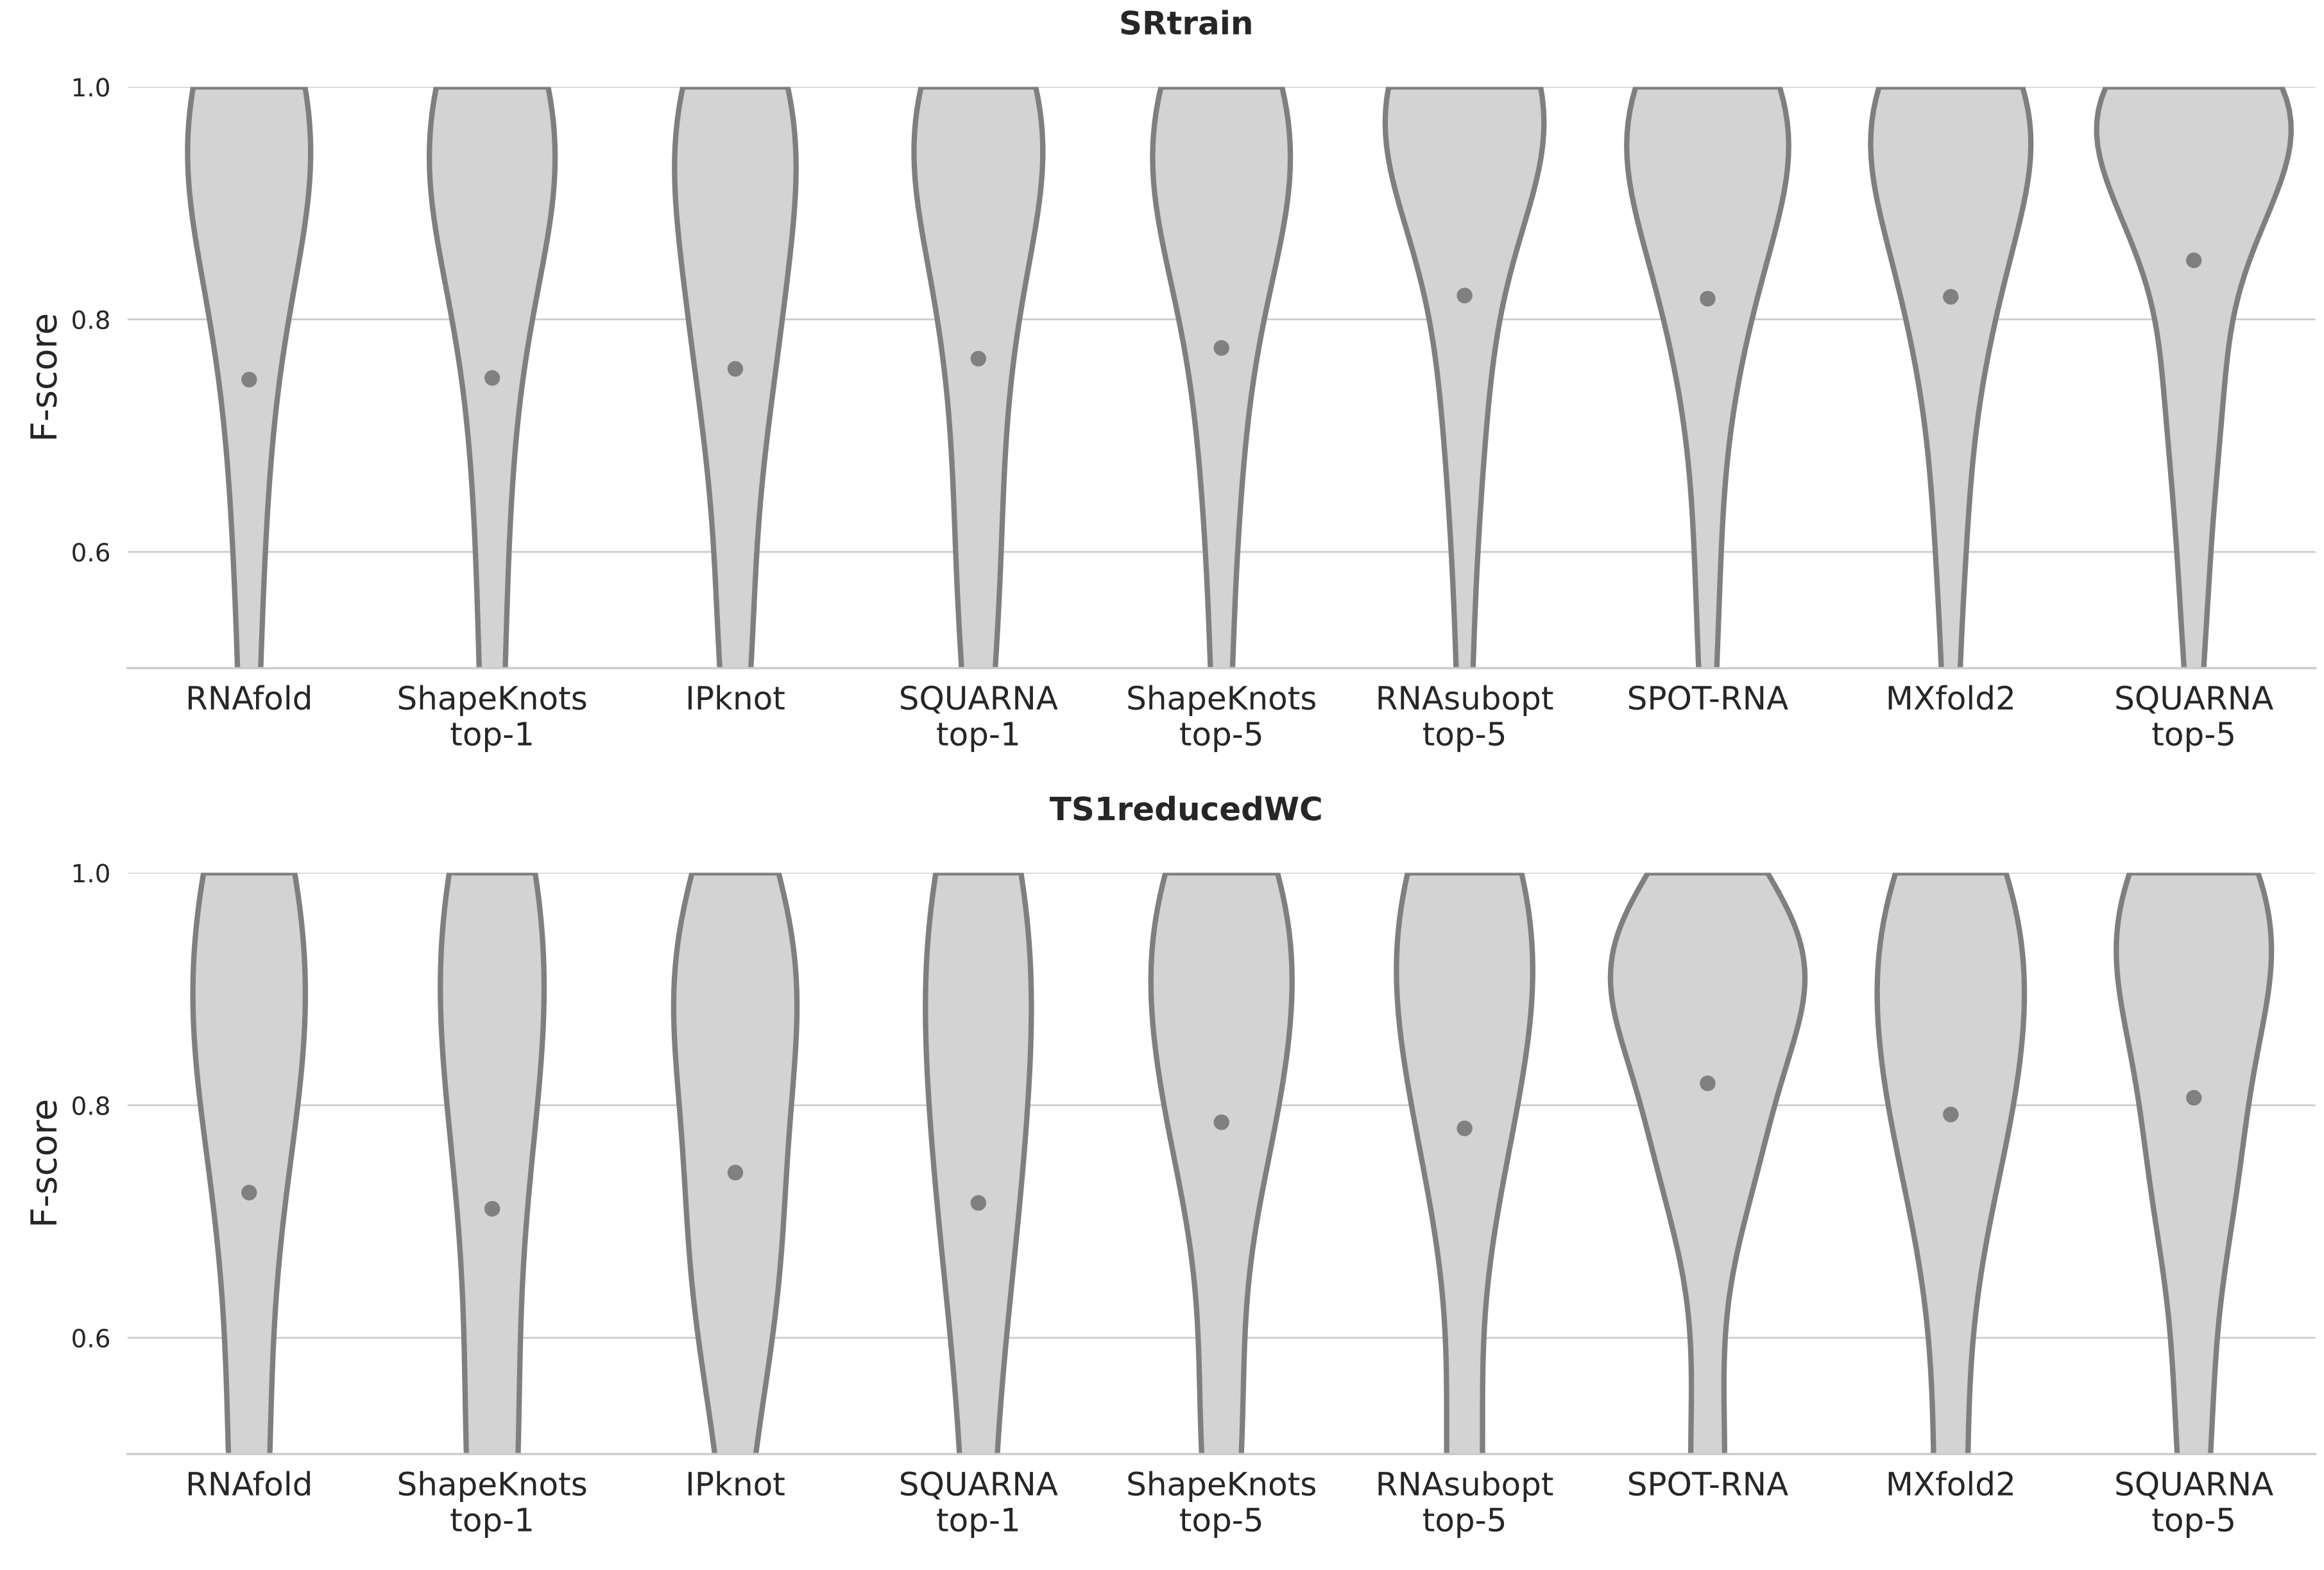 SRtrain
F-score
1.0
0.8
0.6
RNAfold
ShapeKnots
top-1
IPknot
SQUARNA
top-1
ShapeKnots
top-5
RNAsubopt
top-5
SPOT-RNA
MXfold2
SQUARNA
top-5
TS1reducedWC
F-score
1.0
0.8
0.6
RNAfold
ShapeKnots
top-1
IPknot
SQUARNA
top-1
ShapeKnots
top-5
RNAsubopt
top-5
SPOT-RNA
MXfold2
SQUARNA
top-5